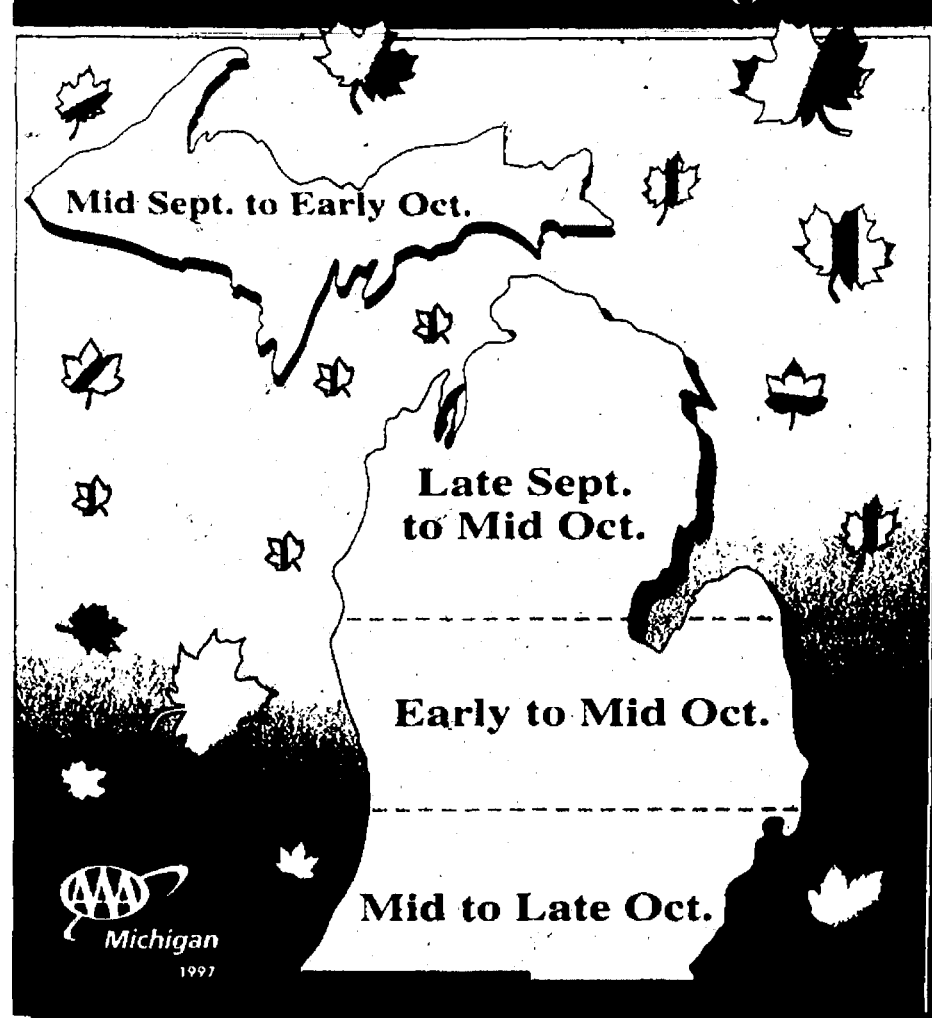 Mid Sept. to Early Oct.
Late Sept.
to Mid Oct.
Early to Mid Oct.
Mid to Late Oct.
AAA
Michigan
1997